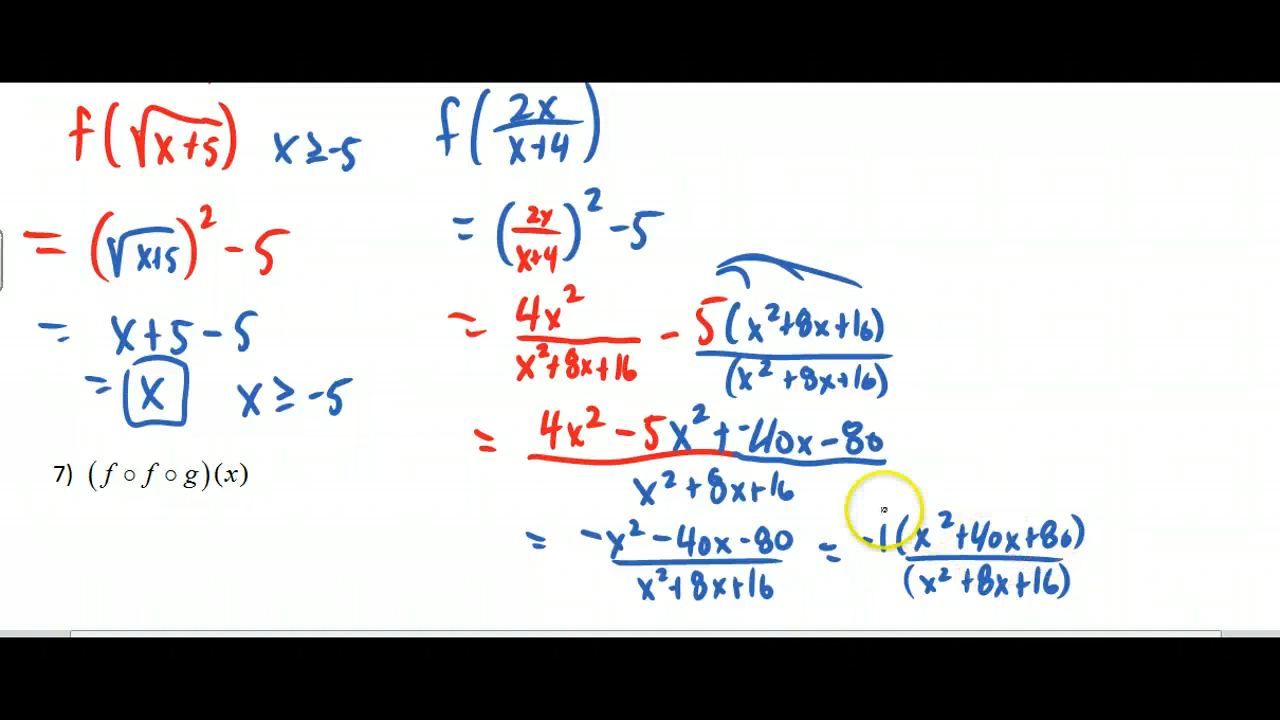 f(√(x+5)) x ≥ -5
= (√(x+5))² - 5
= x + 5 - 5
= x x ≥ -5
7) (f ∘ f ∘ g)(x)
f(2x/(x+4))
= (2x/(x+4))² - 5
= 4x²/(x²+8x+16) - 5(x²+8x+16)/(x²+8x+16)
= (4x² - 5x² + -40x - 80)/(x²+8x+16)
= (-x² - 40x - 80)/(x²+8x+16) = -1(x²+40x+80)/(x²+8x+16)